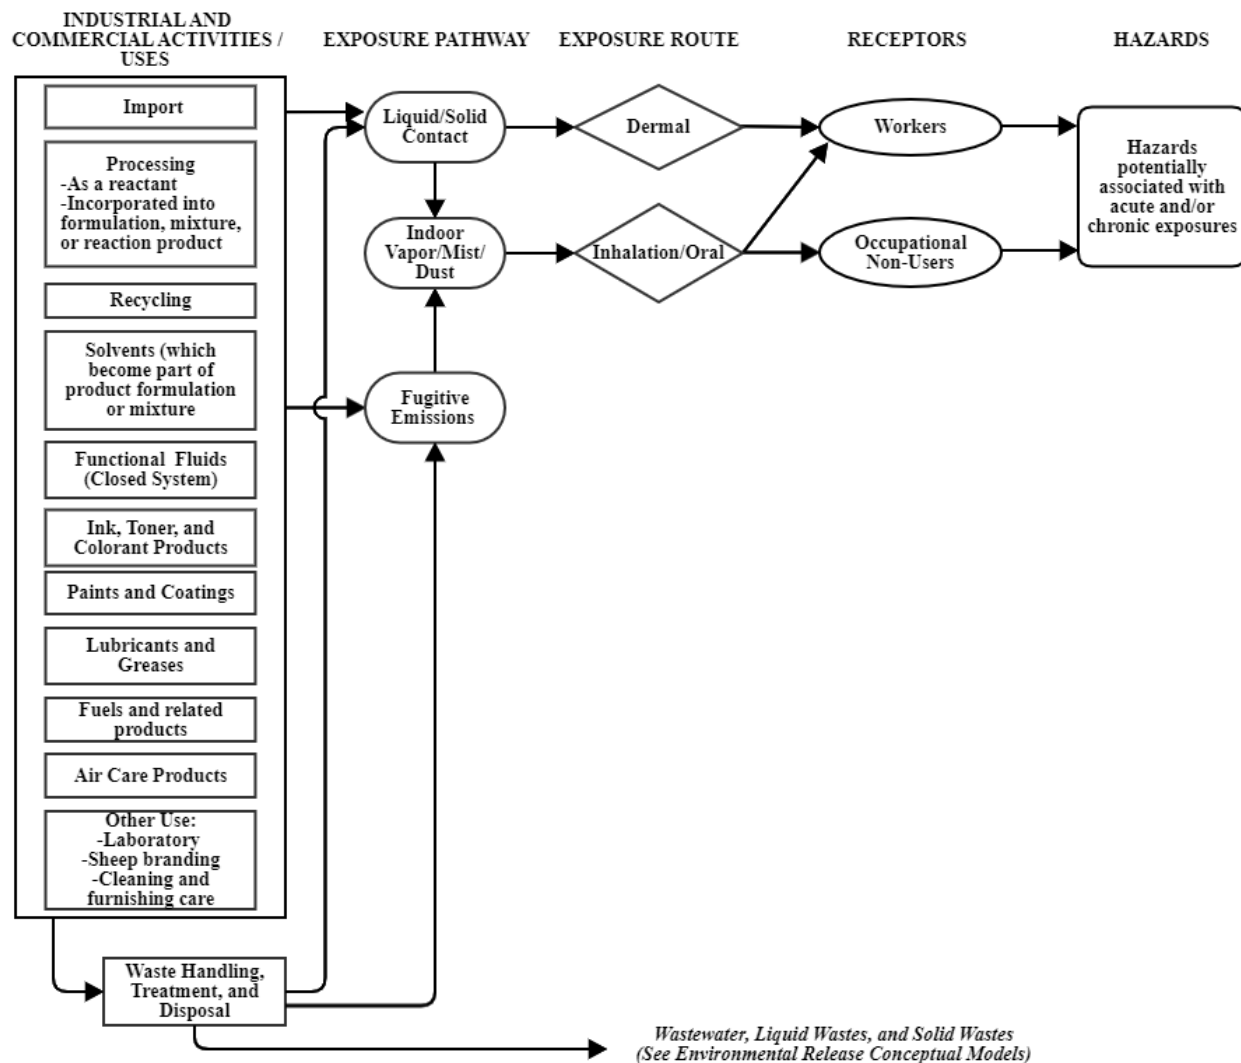 INDUSTRIAL AND
COMMERCIAL ACTIVITIES /
USES
EXPOSURE PATHWAY
EXPOSURE ROUTE
RECEPTORS
HAZARDS
Import
Processing
-As a reactant
-Incorporated into
formulation, mixture,
or reaction product
Recycling
Solvents (which
become part of
product formulation
or mixture
Functional Fluids
(Closed System)
Ink, Toner, and
Colorant Products
Paints and Coatings
Lubricants and
Greases
Fuels and related
products
Air Care Products
Other Use:
-Laboratory
-Sheep branding
-Cleaning and
furnishing care
Waste Handling,
Treatment, and
Disposal
Liquid/Solid
Contact
Indoor
Vapor/Mist/
Dust
Fugitive
Emissions
Dermal
Inhalation/Oral
Workers
Occupational
Non-Users
Hazards
potentially
associated with
acute and/or
chronic exposures
Wastewater, Liquid Wastes, and Solid Wastes
(See Environmental Release Conceptual Models)